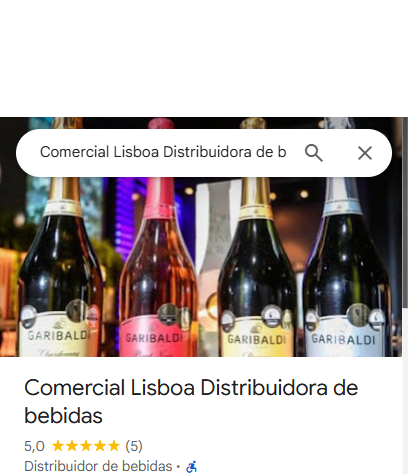 Comercial Lisboa Distribuidora de b
GARIBALDI
Chardonnay
GARIBALDI
GARIBALDI
GARIBALDI
Comercial Lisboa Distribuidora de
bebidas
5,0 (5)
Distribuidor de bebidas ·